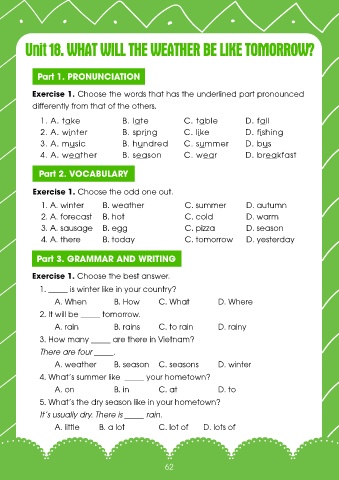 Unit 18. WHAT WILL THE WEATHER BE LIKE TOMORROW?
Part 1. PRONUNCIATION
Exercise 1. Choose the words that has the underlined part pronounced
differently from that of the others.
1. A. take B. late C. table D. fall
2. A. winter B. spring C. like D. fishing
3. A. music B. hundred C. summer D. bus
4. A. weather B. season C. wear D. breakfast
Part 2. VOCABULARY
Exercise 1. Choose the odd one out.
1. A. winter B. weather C. summer D. autumn
2. A. forecast B. hot C. cold D. warm
3. A. sausage B. egg C. pizza D. season
4. A. there B. today C. tomorrow D. yesterday
Part 3. GRAMMAR AND WRITING
Exercise 1. Choose the best answer.
1. _____ is winter like in your country?
A. When B. How C. What D. Where
2. It will be _____ tomorrow.
A. rain B. rains C. to rain D. rainy
3. How many _____ are there in Vietnam?
There are four _____.
A. weather B. season C. seasons D. winter
4. What's summer like _____ your hometown?
A. on B. in C. at D. to
5. What's the dry season like in your hometown?
It's usually dry. There is _____ rain.
A. little B. a lot C. lot of D. lots of
62